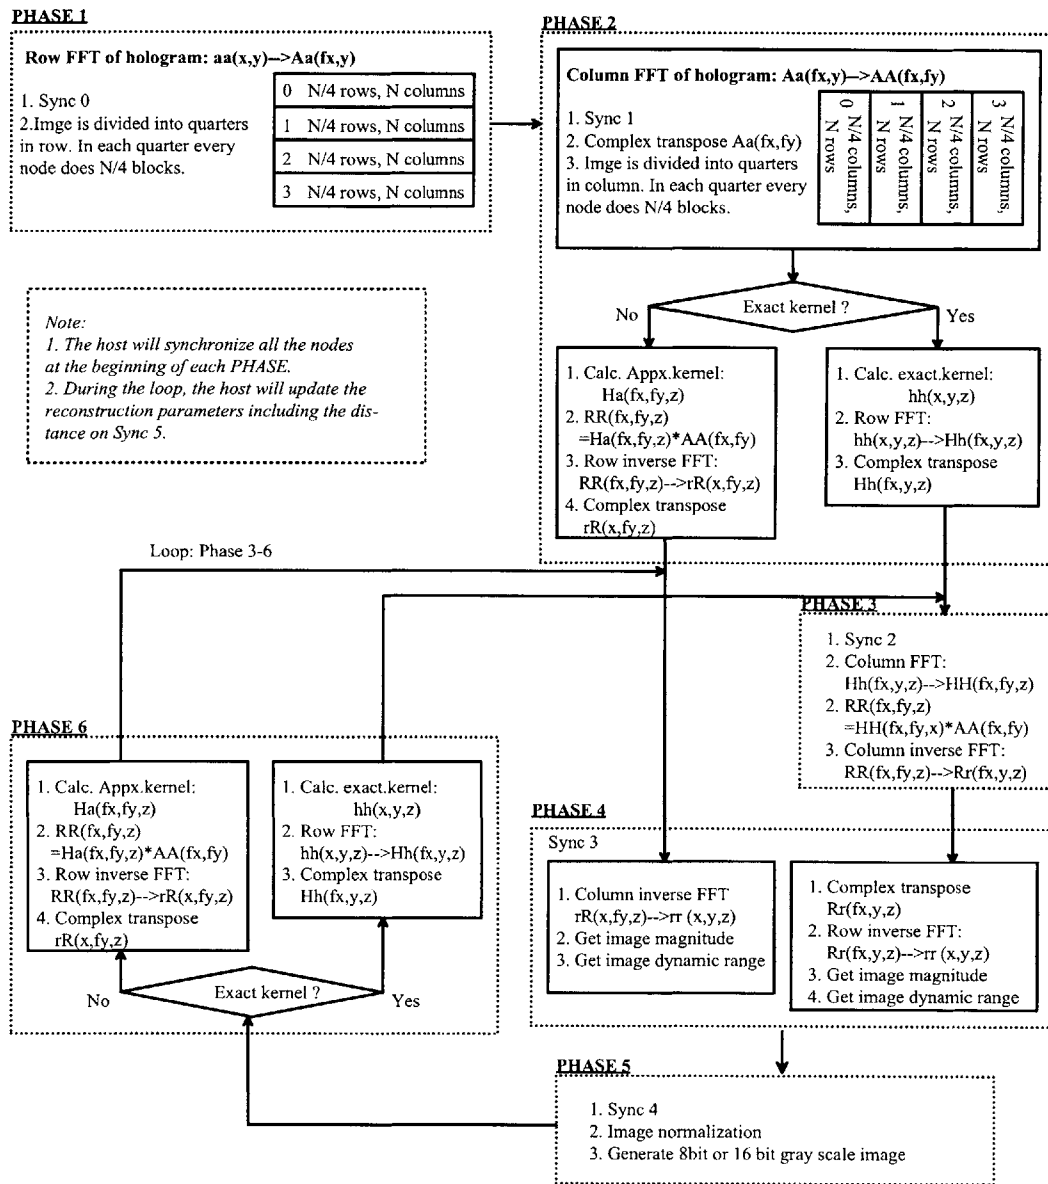 PHASE 1
Row FFT of hologram: aa(x,y)-->Aa(fx,y)
1. Sync 0
2.Imge is divided into quarters
in row. In each quarter every
node does N/4 blocks.
0 N/4 rows, N columns
1 N/4 rows, N columns
2 N/4 rows, N columns
3 N/4 rows, N columns
PHASE 2
Column FFT of hologram: Aa(fx,y)-->AA(fx,fy)
1. Sync 1
2. Complex transpose Aa(fx,fy)
3. Imge is divided into quarters
in column. In each quarter every
node does N/4 blocks.
0 N/4 columns,
N rows
1 N/4 columns,
N rows
2 N/4 columns,
N rows
3 N/4 columns,
N rows
Exact kernel ?
No
Yes
1. Calc. Appx.kernel:
Ha(fx,fy,z)
2. RR(fx,fy,z)
=Ha(fx,fy,z)*AA(fx,fy)
3. Row inverse FFT:
RR(fx,fy,z)-->rR(x,fy,z)
4. Complex transpose
rR(x,fy,z)
1. Calc. exact.kernel:
hh(x,y,z)
2. Row FFT:
hh(x,y,z)-->Hh(fx,y,z)
3. Complex transpose
Hh(fx,y,z)
Note:
1. The host will synchronize all the nodes
at the beginning of each PHASE.
2. During the loop, the host will update the
reconstruction parameters including the dis-
tance on Sync 5.
Loop: Phase 3-6
PHASE 3
1. Sync 2
2. Column FFT:
Hh(fx,y,z)-->HH(fx,fy,z)
2. RR(fx,fy,z)
=HH(fx,fy,x)*AA(fx,fy)
3. Column inverse FFT:
RR(fx,fy,z)-->Rr(fx,y,z)
PHASE 6
1. Calc. Appx.kernel:
Ha(fx,fy,z)
2. RR(fx,fy,z)
=Ha(fx,fy,z)*AA(fx,fy)
3. Row inverse FFT:
RR(fx,fy,z)-->rR(x,fy,z)
4. Complex transpose
rR(x,fy,z)
1. Calc. exact.kernel:
hh(x,y,z)
2. Row FFT:
hh(x,y,z)-->Hh(fx,y,z)
3. Complex transpose
Hh(fx,y,z)
No
Exact kernel ?
Yes
PHASE 4
Sync 3
1. Column inverse FFT
rR(x,fy,z)-->rr (x,y,z)
2. Get image magnitude
3. Get image dynamic range
1. Complex transpose
Rr(fx,y,z)
2. Row inverse FFT:
Rr(fx,y,z)-->rr (x,y,z)
3. Get image magnitude
4. Get image dynamic range
PHASE 5
1. Sync 4
2. Image normalization
3. Generate 8bit or 16 bit gray scale image